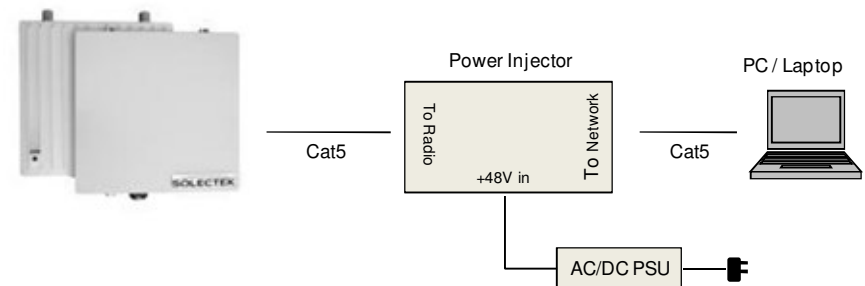 Power Injector
PC / Laptop
To Radio
To Network
Cat5
Cat5
+48V in
SOLECTEK
AC/DC PSU